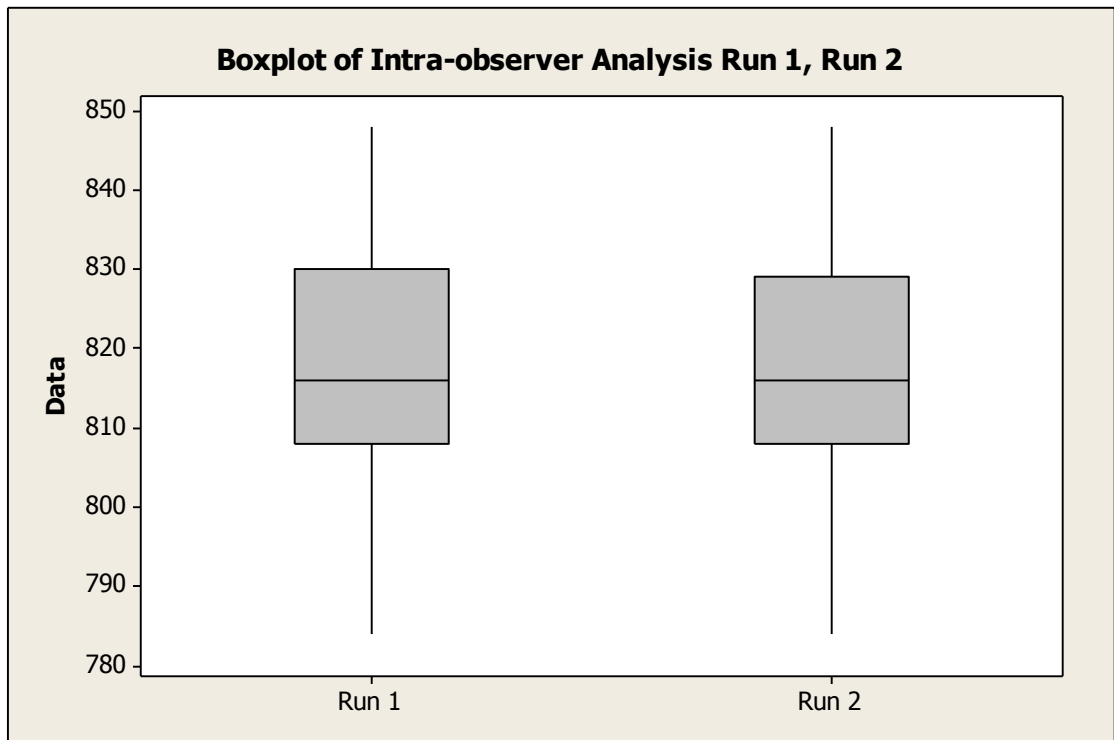 Boxplot of Intra-observer Analysis Run 1, Run 2
850
840
830
820
810
800
790
780
Data
Run 1
Run 2